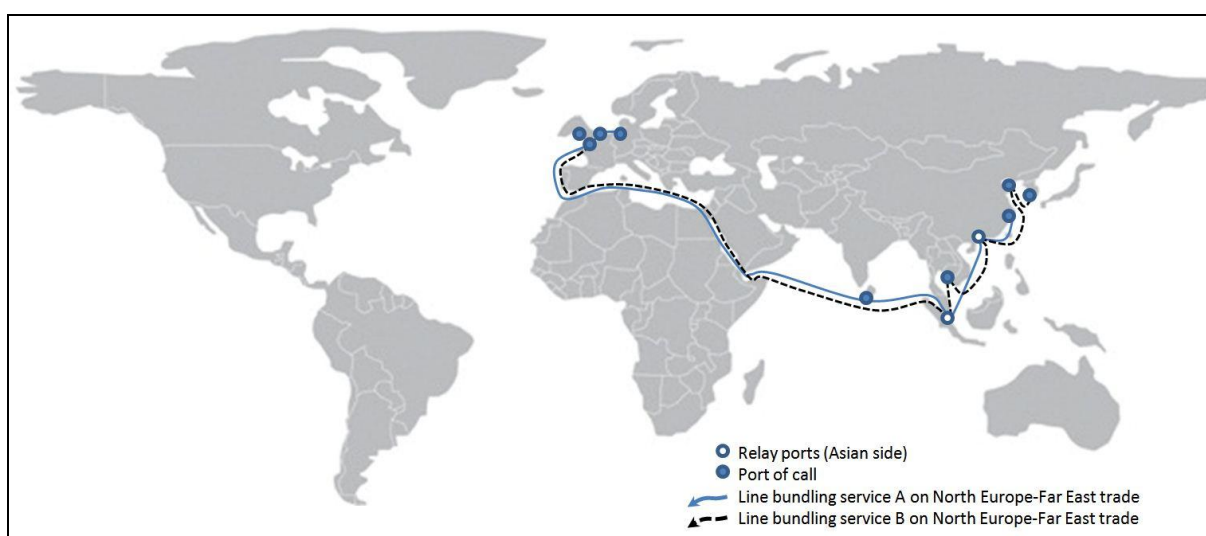 Relay ports (Asian side)
Port of call
Line bundling service A on North Europe-Far East trade
Line bundling service B on North Europe-Far East trade